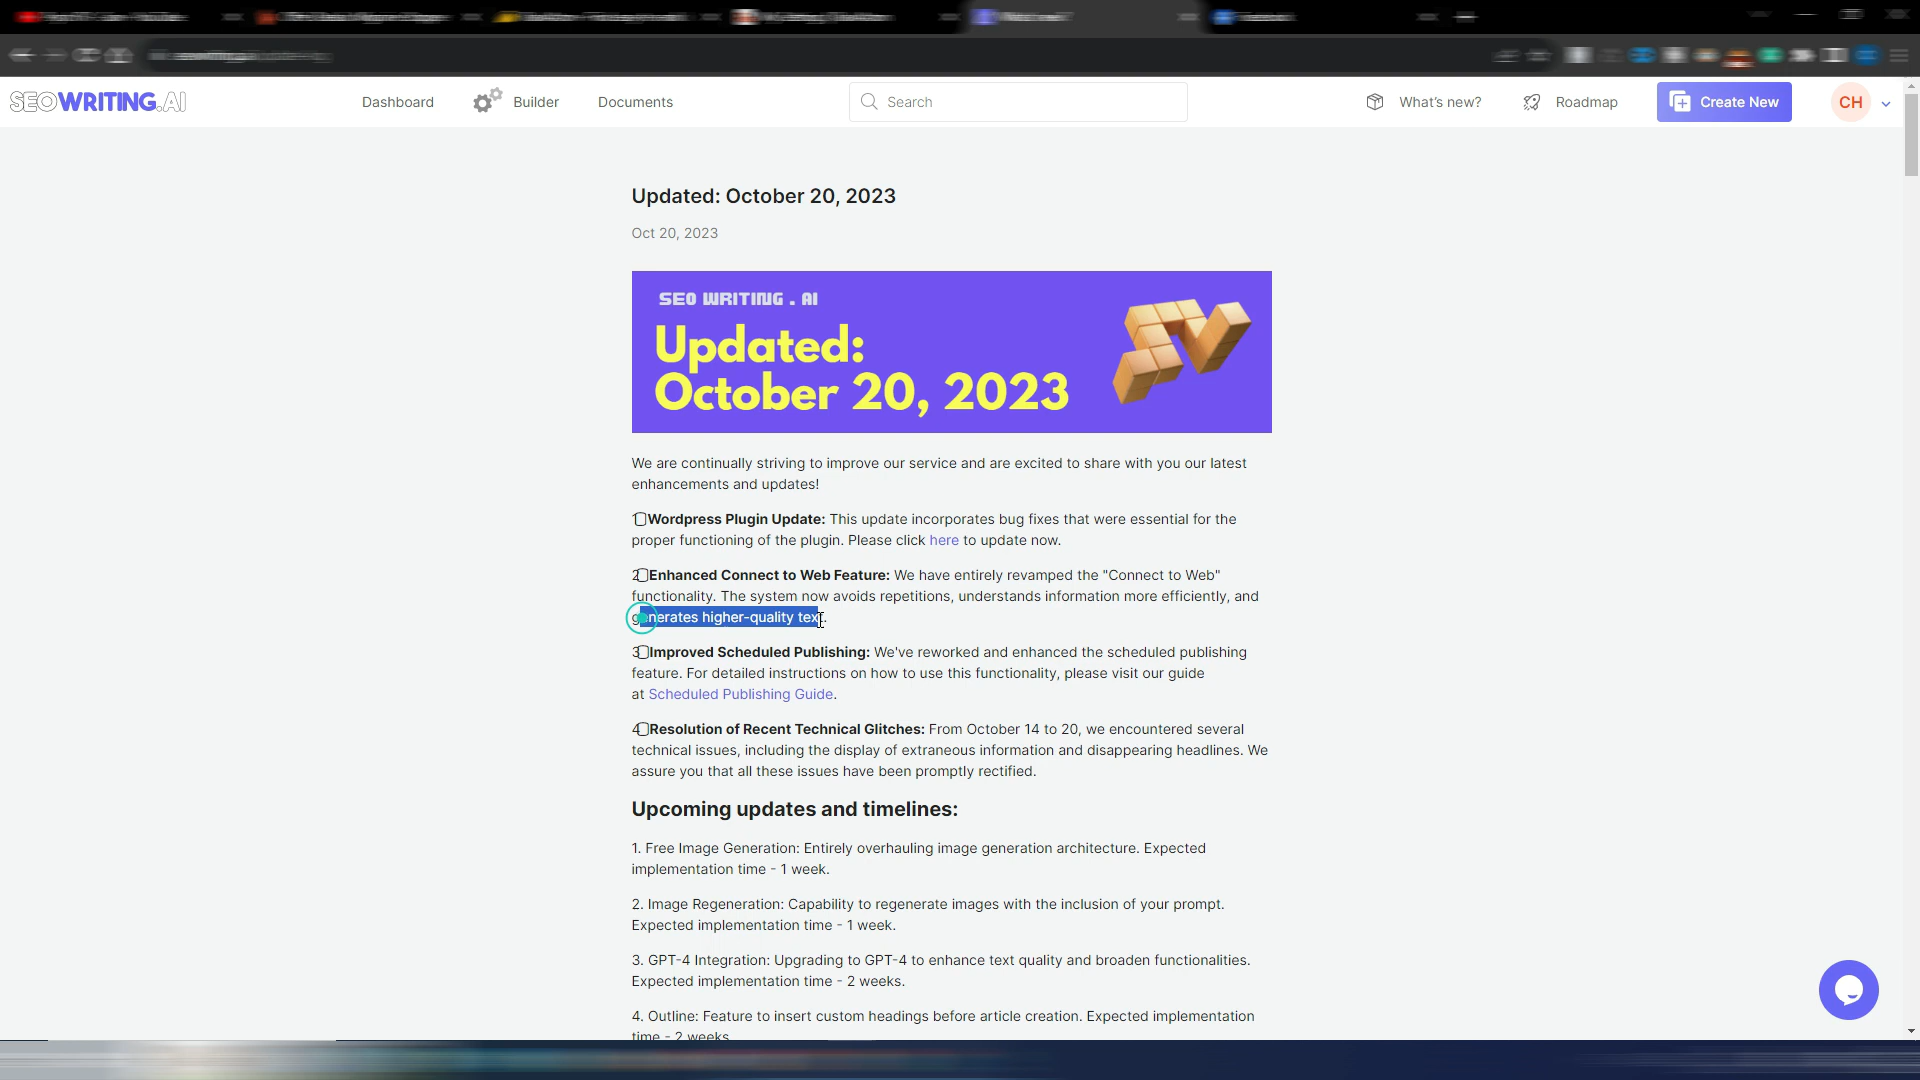 SEOWRITING.AI
Dashboard
Builder
Documents
Search
What's new?
Roadmap
Create New
CH
Updated: October 20, 2023
Oct 20, 2023
SEO WRITING . AI
Updated:
October 20, 2023
We are continually striving to improve our service and are excited to share with you our latest
enhancements and updates!
1 Wordpress Plugin Update: This update incorporates bug fixes that were essential for the
proper functioning of the plugin. Please click here to update now.
2 Enhanced Connect to Web Feature: We have entirely revamped the "Connect to Web"
functionality. The system now avoids repetitions, understands information more efficiently, and
generates higher-quality text.
3 Improved Scheduled Publishing: We've reworked and enhanced the scheduled publishing
feature. For detailed instructions on how to use this functionality, please visit our guide
at Scheduled Publishing Guide.
4 Resolution of Recent Technical Glitches: From October 14 to 20, we encountered several
technical issues, including the display of extraneous information and disappearing headlines. We
assure you that all these issues have been promptly rectified.
Upcoming updates and timelines:
1. Free Image Generation: Entirely overhauling image generation architecture. Expected
implementation time - 1 week.
2. Image Regeneration: Capability to regenerate images with the inclusion of your prompt.
Expected implementation time - 1 week.
3. GPT-4 Integration: Upgrading to GPT-4 to enhance text quality and broaden functionalities.
Expected implementation time - 2 weeks.
4. Outline: Feature to insert custom headings before article creation. Expected implementation
time - 2 weeks